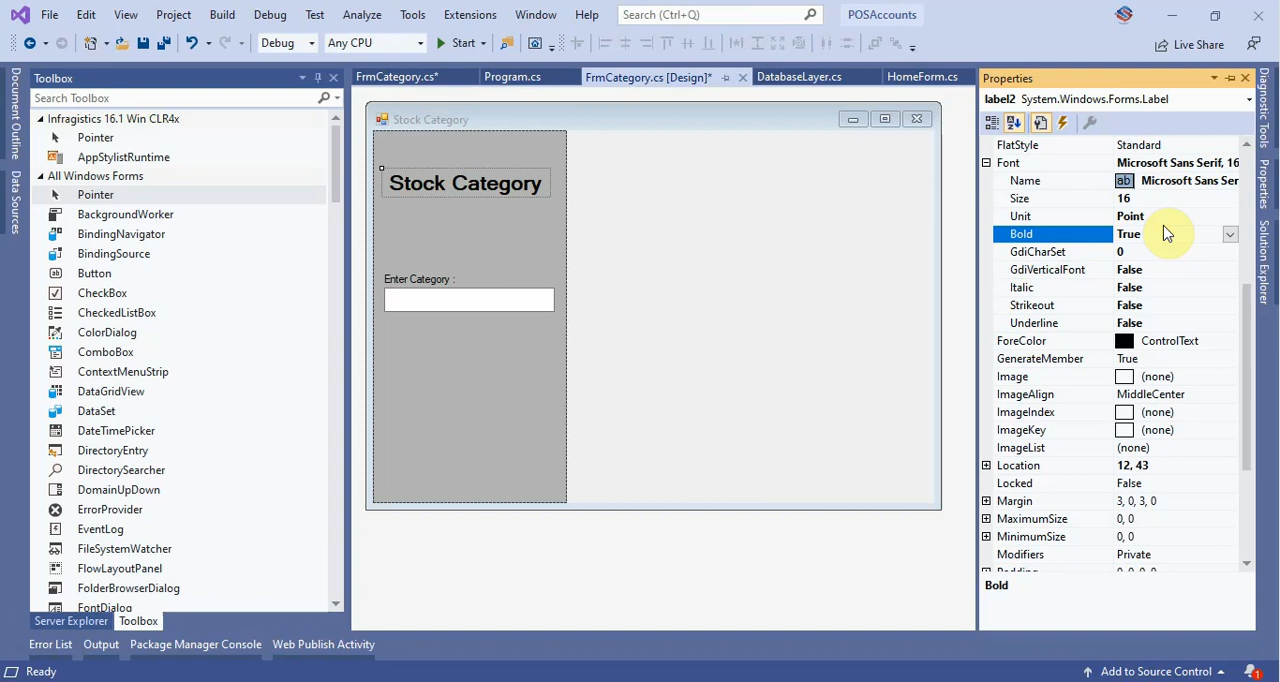 File Edit View Project Build Debug Test Analyze Tools Extensions Window Help Search (Ctrl+Q) POSAccounts
Debug Any CPU Start Live Share
Document Outline
Data Sources
Toolbox
Search Toolbox
Infragistics 16.1 Win CLR4x
Pointer
AppStylistRuntime
All Windows Forms
Pointer
BackgroundWorker
BindingNavigator
BindingSource
Button
CheckBox
CheckedListBox
ColorDialog
ComboBox
ContextMenuStrip
DataGridView
DataSet
DateTimePicker
DirectoryEntry
DirectorySearcher
DomainUpDown
ErrorProvider
EventLog
FileSystemWatcher
FlowLayoutPanel
FolderBrowserDialog
FontDialog
Server Explorer Toolbox
FrmCategory.cs* Program.cs FrmCategory.cs [Design]* DatabaseLayer.cs HomeForm.cs
Stock Category
Stock Category
Enter Category :
Properties
label2 System.Windows.Forms.Label
FlatStyle Standard
Font Microsoft Sans Serif, 16
Name ab Microsoft Sans Ser
Size 16
Unit Point
Bold True
GdiCharSet 0
GdiVerticalFont False
Italic False
Strikeout False
Underline False
ForeColor ControlText
GenerateMember True
Image (none)
ImageAlign MiddleCenter
ImageIndex (none)
ImageKey (none)
ImageList (none)
Location 12, 43
Locked False
Margin 3, 0, 3, 0
MaximumSize 0, 0
MinimumSize 0, 0
Modifiers Private
Padding 0, 0, 0, 0
Bold
Diagnostic Tools
Properties
Solution Explorer
Error List Output Package Manager Console Web Publish Activity
Ready Add to Source Control 1